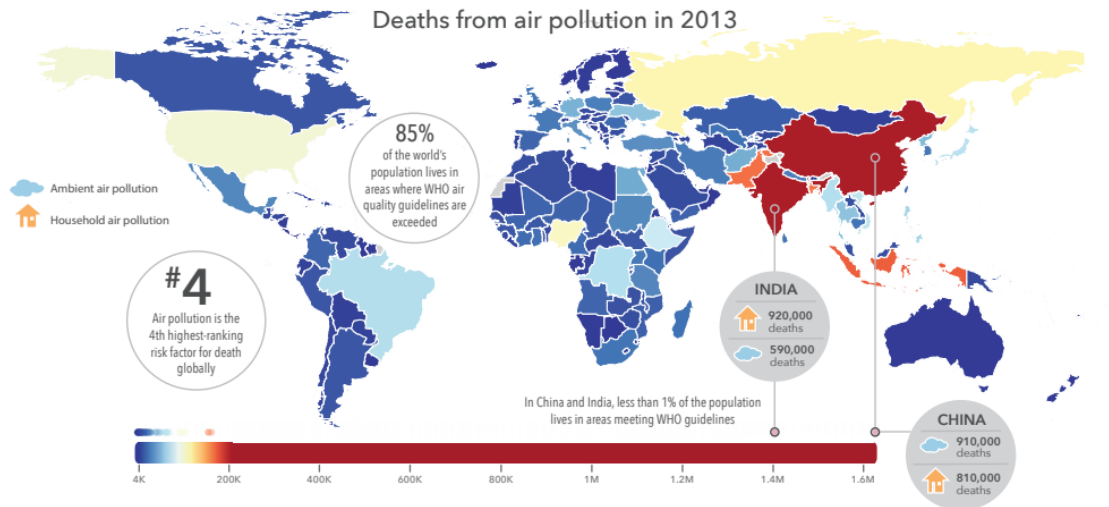 Deaths from air pollution in 2013
85%
of the world's
population lives in
areas where WHO air
quality guidelines are
exceeded
Ambient air pollution
Household air pollution
#4
Air pollution is the
4th highest-ranking
risk factor for death
globally
INDIA
920,000
deaths
590,000
deaths
In China and India, less than 1% of the population
lives in areas meeting WHO guidelines
CHINA
910,000
deaths
810,000
deaths
4K 200K 400K 600K 800K 1M 1.2M 1.4M 1.6M